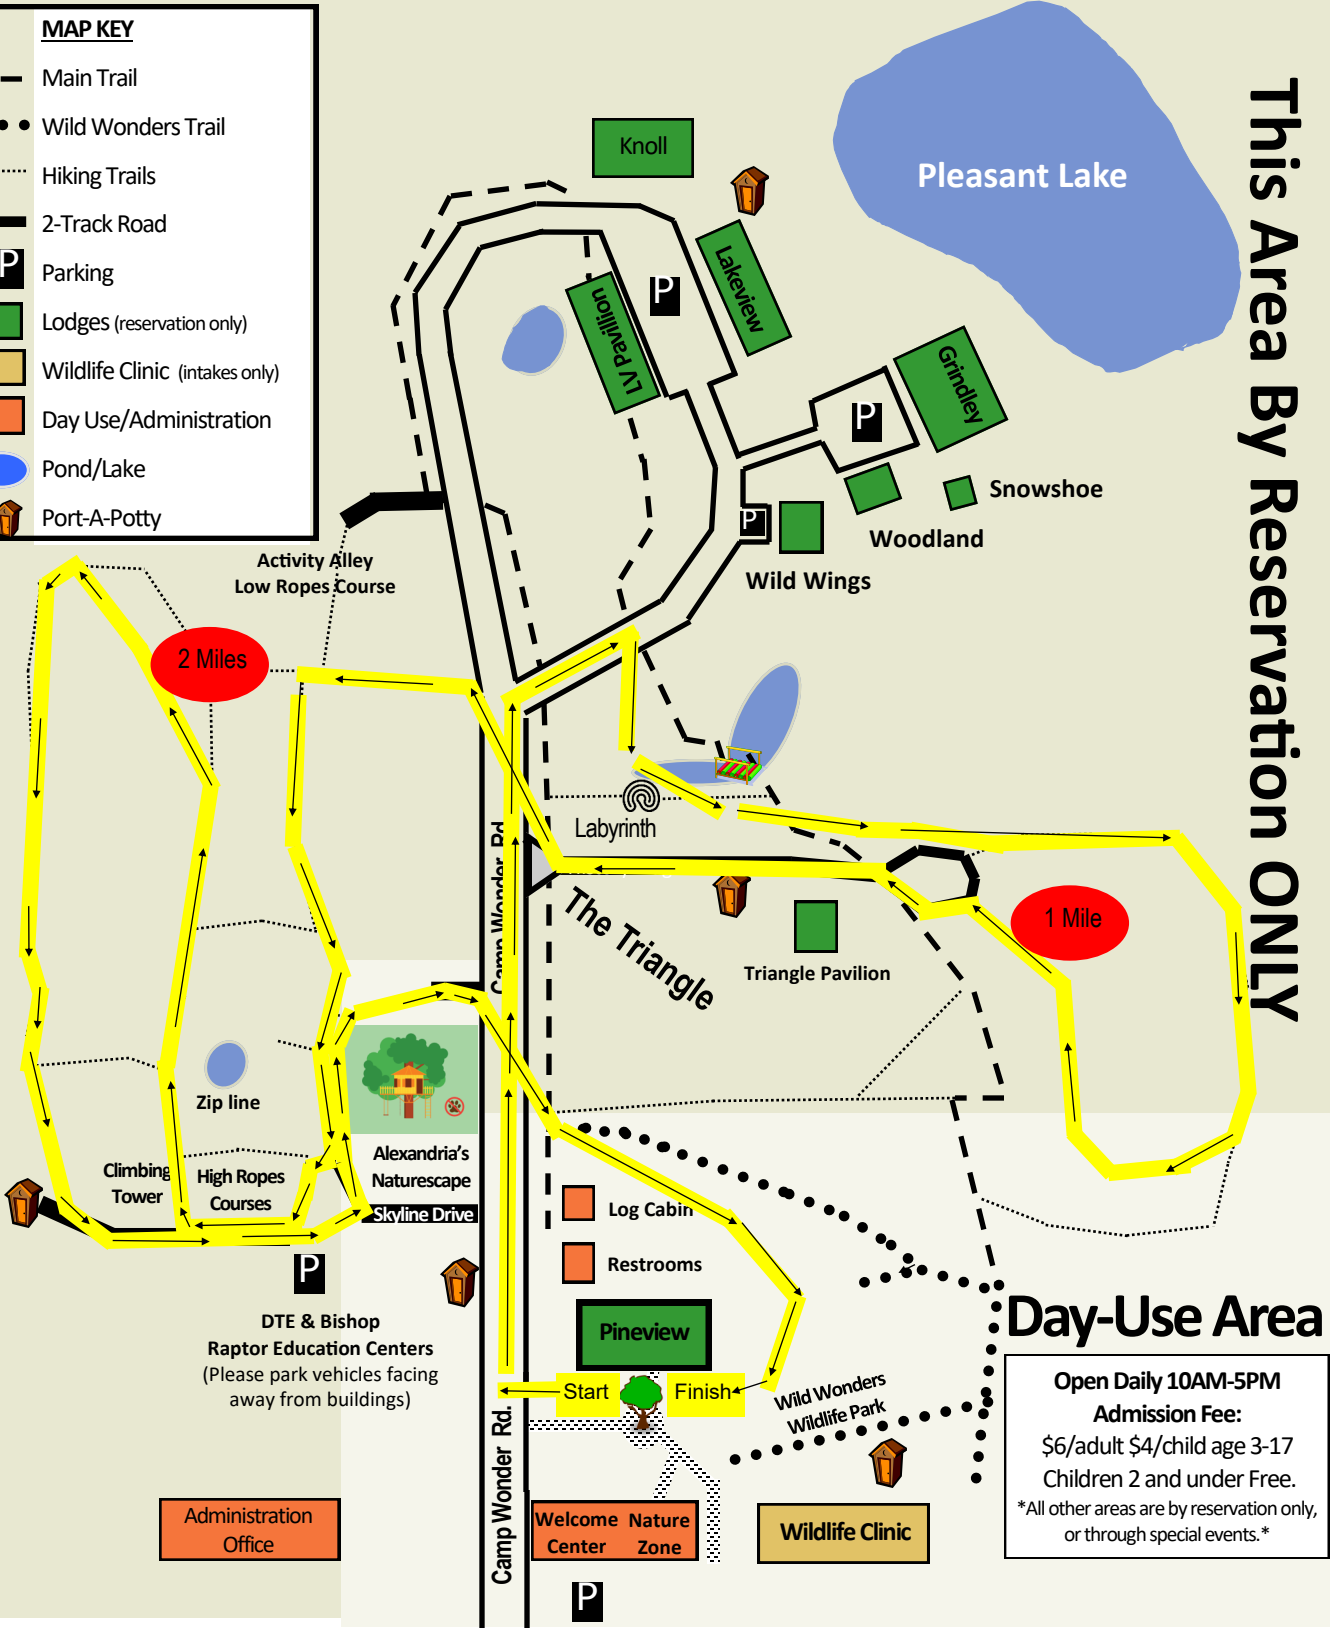 MAP KEY
Main Trail
Wild Wonders Trail
Hiking Trails
2-Track Road
P
Parking
Lodges (reservation only)
Wildlife Clinic (intakes only)
Day Use/Administration
Pond/Lake
Port-A-Potty
Knoll
Pleasant Lake
This Area By Reservation ONLY
Lakeview
P
LV Pavillion
Grindley
P
Snowshoe
P
Woodland
Wild Wings
Activity Alley
Low Ropes Course
2 Miles
Labyrinth
Camp Wonder Rd.
The Triangle
1 Mile
Triangle Pavilion
Zip line
Climbing
Tower
High Ropes
Courses
Alexandria's
Naturescape
Skyline Drive
Log Cabin
Restrooms
P
DTE & Bishop
Raptor Education Centers
(Please park vehicles facing
away from buildings)
Pineview
Start
Finish
Wild Wonders
Wildlife Park
Day-Use Area
Open Daily 10AM-5PM
Admission Fee:
$6/adult $4/child age 3-17
Children 2 and under Free.
*All other areas are by reservation only,
or through special events.*
Camp Wonder Rd.
Administration
Office
Welcome
Center
Nature
Zone
Wildlife Clinic
P